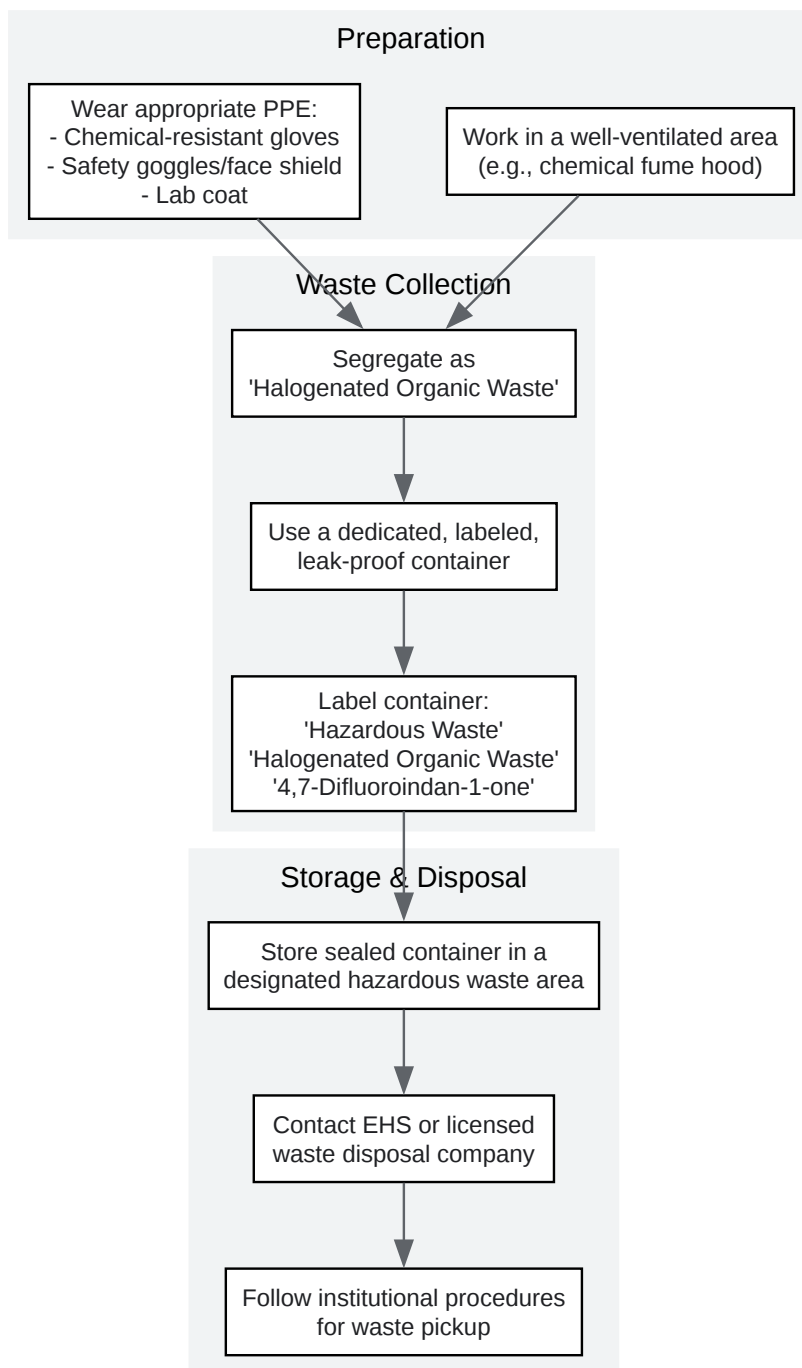 Preparation
Wear appropriate PPE:
- Chemical-resistant gloves
- Safety goggles/face shield
- Lab coat
Work in a well-ventilated area
(e.g., chemical fume hood)
Waste Collection
Segregate as
'Halogenated Organic Waste'
Use a dedicated, labeled,
leak-proof container
Label container:
'Hazardous Waste'
'Halogenated Organic Waste'
'4,7-Difluoroindan-1-one'
Storage & Disposal
Store sealed container in a
designated hazardous waste area
Contact EHS or licensed
waste disposal company
Follow institutional procedures
for waste pickup